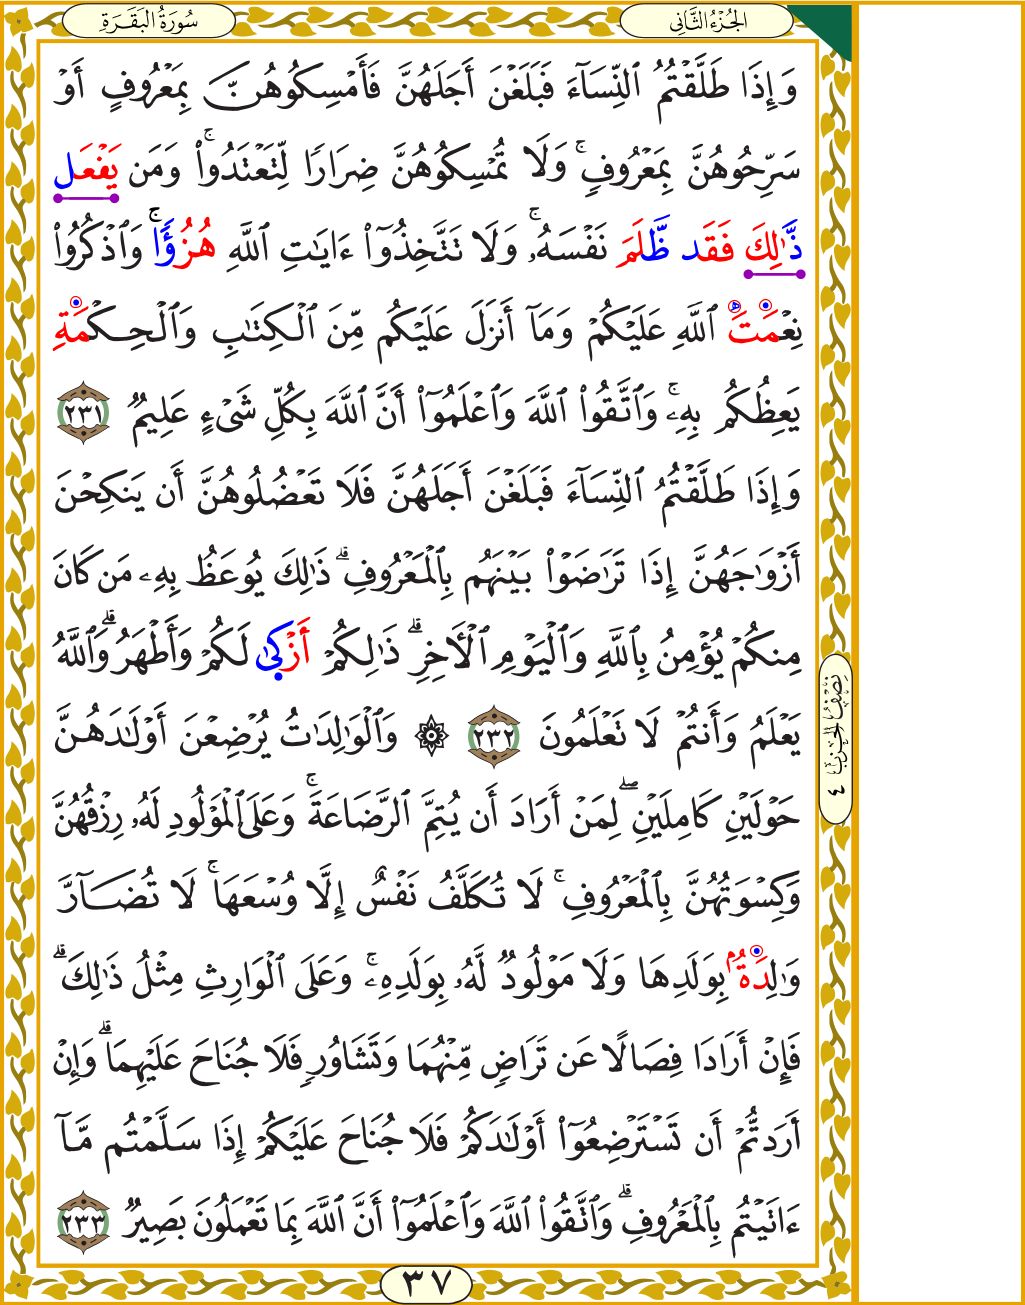 سُورَةُ البَقَرَةِ
الجُزْءُ الثَّانِى
وَإِذَا طَلَّقْتُمُ ٱلنِّسَآءَ فَبَلَغْنَ أَجَلَهُنَّ فَأَمْسِكُوهُنَّ بِمَعْرُوفٍ أَوْ
سَرِّحُوهُنَّ بِمَعْرُوفٍۚ وَلَا تُمْسِكُوهُنَّ ضِرَارًا لِّتَعْتَدُوا۟ۚ وَمَن يَفْعَل
ذَّٰلِكَ فَقَد ظَّلَمَ نَفْسَهُۥۚ وَلَا تَتَّخِذُوٓا۟ ءَايَٰتِ ٱللَّهِ هُزُؤًاۚ وَٱذْكُرُوا۟
نِعْمَتَ ٱللَّهِ عَلَيْكُمْ وَمَآ أَنزَلَ عَلَيْكُم مِّنَ ٱلْكِتَٰبِ وَٱلْحِكْمَةِ
يَعِظُكُم بِهِۦۚ وَٱتَّقُوا۟ ٱللَّهَ وَٱعْلَمُوٓا۟ أَنَّ ٱللَّهَ بِكُلِّ شَىْءٍ عَلِيمٌ ٢٣١
وَإِذَا طَلَّقْتُمُ ٱلنِّسَآءَ فَبَلَغْنَ أَجَلَهُنَّ فَلَا تَعْضُلُوهُنَّ أَن يَنكِحْنَ
أَزْوَٰجَهُنَّ إِذَا تَرَٰضَوْا۟ بَيْنَهُم بِٱلْمَعْرُوفِۗ ذَٰلِكَ يُوعَظُ بِهِۦ مَن كَانَ
مِنكُمْ يُؤْمِنُ بِٱللَّهِ وَٱلْيَوْمِ ٱلْءَاخِرِۗ ذَٰلِكُمْ أَزْكَىٰ لَكُمْ وَأَطْهَرُۗ وَٱللَّهُ
يَعْلَمُ وَأَنتُمْ لَا تَعْلَمُونَ ٢٣٢ ۞ وَٱلْوَٰلِدَٰتُ يُرْضِعْنَ أَوْلَٰدَهُنَّ
حَوْلَيْنِ كَامِلَيْنِۖ لِمَنْ أَرَادَ أَن يُتِمَّ ٱلرَّضَاعَةَۚ وَعَلَى ٱلْمَوْلُودِ لَهُۥ رِزْقُهُنَّ
وَكِسْوَتُهُنَّ بِٱلْمَعْرُوفِۚ لَا تُكَلَّفُ نَفْسٌ إِلَّا وُسْعَهَاۚ لَا تُضَآرَّ
وَٰلِدَةٌۢ بِوَلَدِهَا وَلَا مَوْلُودٌ لَّهُۥ بِوَلَدِهِۦۚ وَعَلَى ٱلْوَارِثِ مِثْلُ ذَٰلِكَۗ
فَإِنْ أَرَادَا فِصَالًا عَن تَرَاضٍ مِّنْهُمَا وَتَشَاوُرٍ فَلَا جُنَاحَ عَلَيْهِمَاۗ وَإِنْ
أَرَدتُّمْ أَن تَسْتَرْضِعُوٓا۟ أَوْلَٰدَكُمْ فَلَا جُنَاحَ عَلَيْكُمْ إِذَا سَلَّمْتُم مَّآ
ءَاتَيْتُم بِٱلْمَعْرُوفِۗ وَٱتَّقُوا۟ ٱللَّهَ وَٱعْلَمُوٓا۟ أَنَّ ٱللَّهَ بِمَا تَعْمَلُونَ بَصِيرٌ ٢٣٣
نِصْفُ الحِزْبِ ٤
٣٧